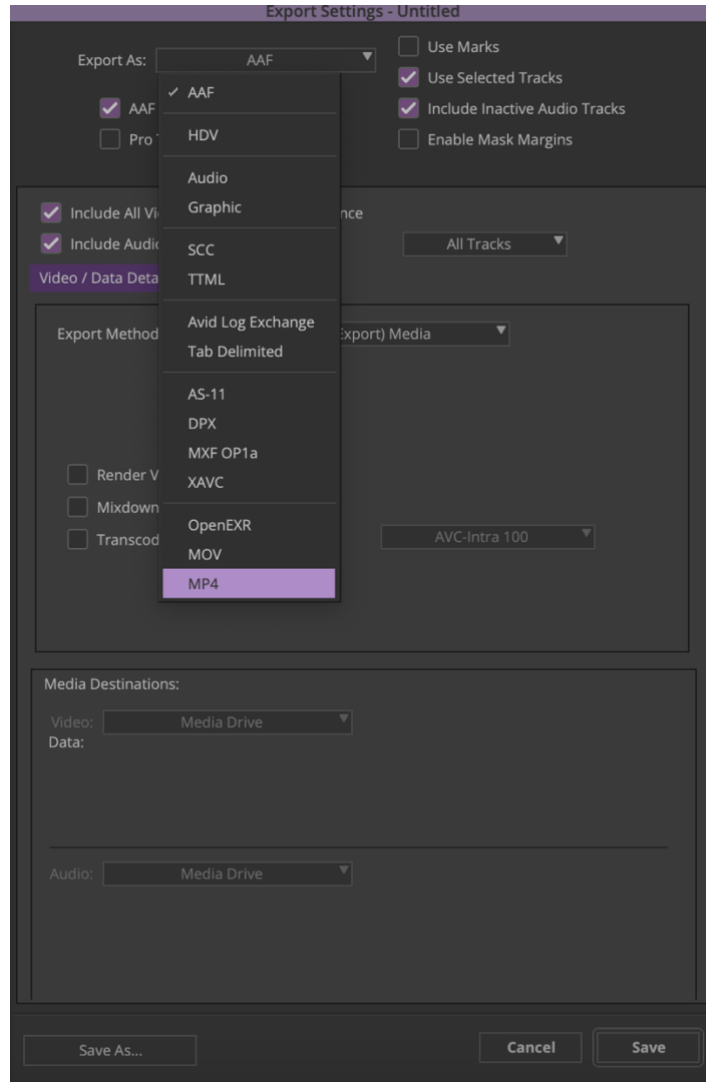 Export Settings - Untitled
Export As: AAF
Use Marks
Use Selected Tracks
Include Inactive Audio Tracks
Enable Mask Margins
AAF
Pro T
✓ AAF
HDV
Audio
Graphic
SCC
TTML
Avid Log Exchange
Tab Delimited
AS-11
DPX
MXF OP1a
XAVC
OpenEXR
MOV
MP4
Include All Vi nce
Include Audio All Tracks
Video / Data Deta
Export Method Export) Media
Render V
Mixdown
Transcod AVC-Intra 100
Media Destinations:
Video: Media Drive
Data:
Audio: Media Drive
Save As... Cancel Save